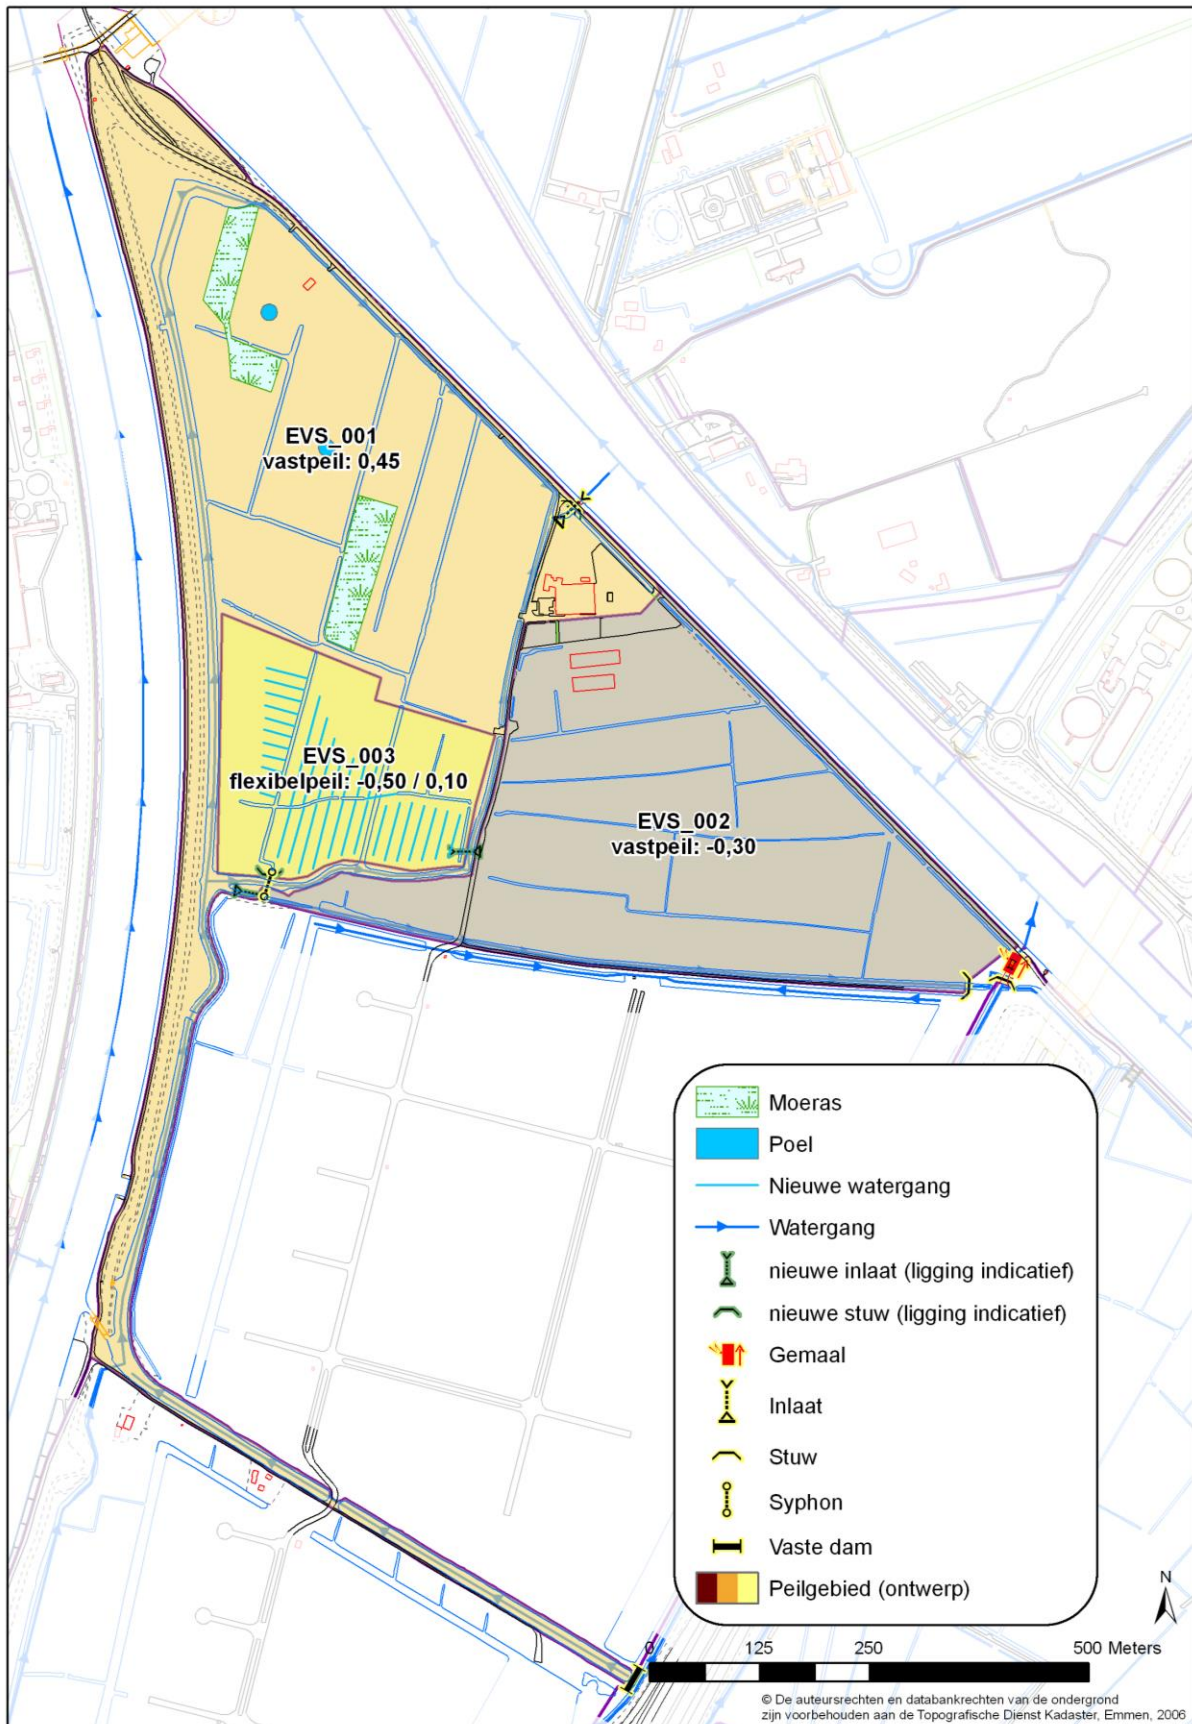 EVS_001
vastpeil: 0,45
EVS_003
flexibelpeil: -0,50 / 0,10
EVS_002
vastpeil: -0,30
Moeras
Poel
Nieuwe watergang
Watergang
nieuwe inlaat (ligging indicatief)
nieuwe stuw (ligging indicatief)
Gemaal
Inlaat
Stuw
Syphon
Vaste dam
Peilgebied (ontwerp)
N
0 125 250 500 Meters
© De auteursrechten en databankrechten van de ondergrond
zijn voorbehouden aan de Topografische Dienst Kadaster, Emmen, 2006